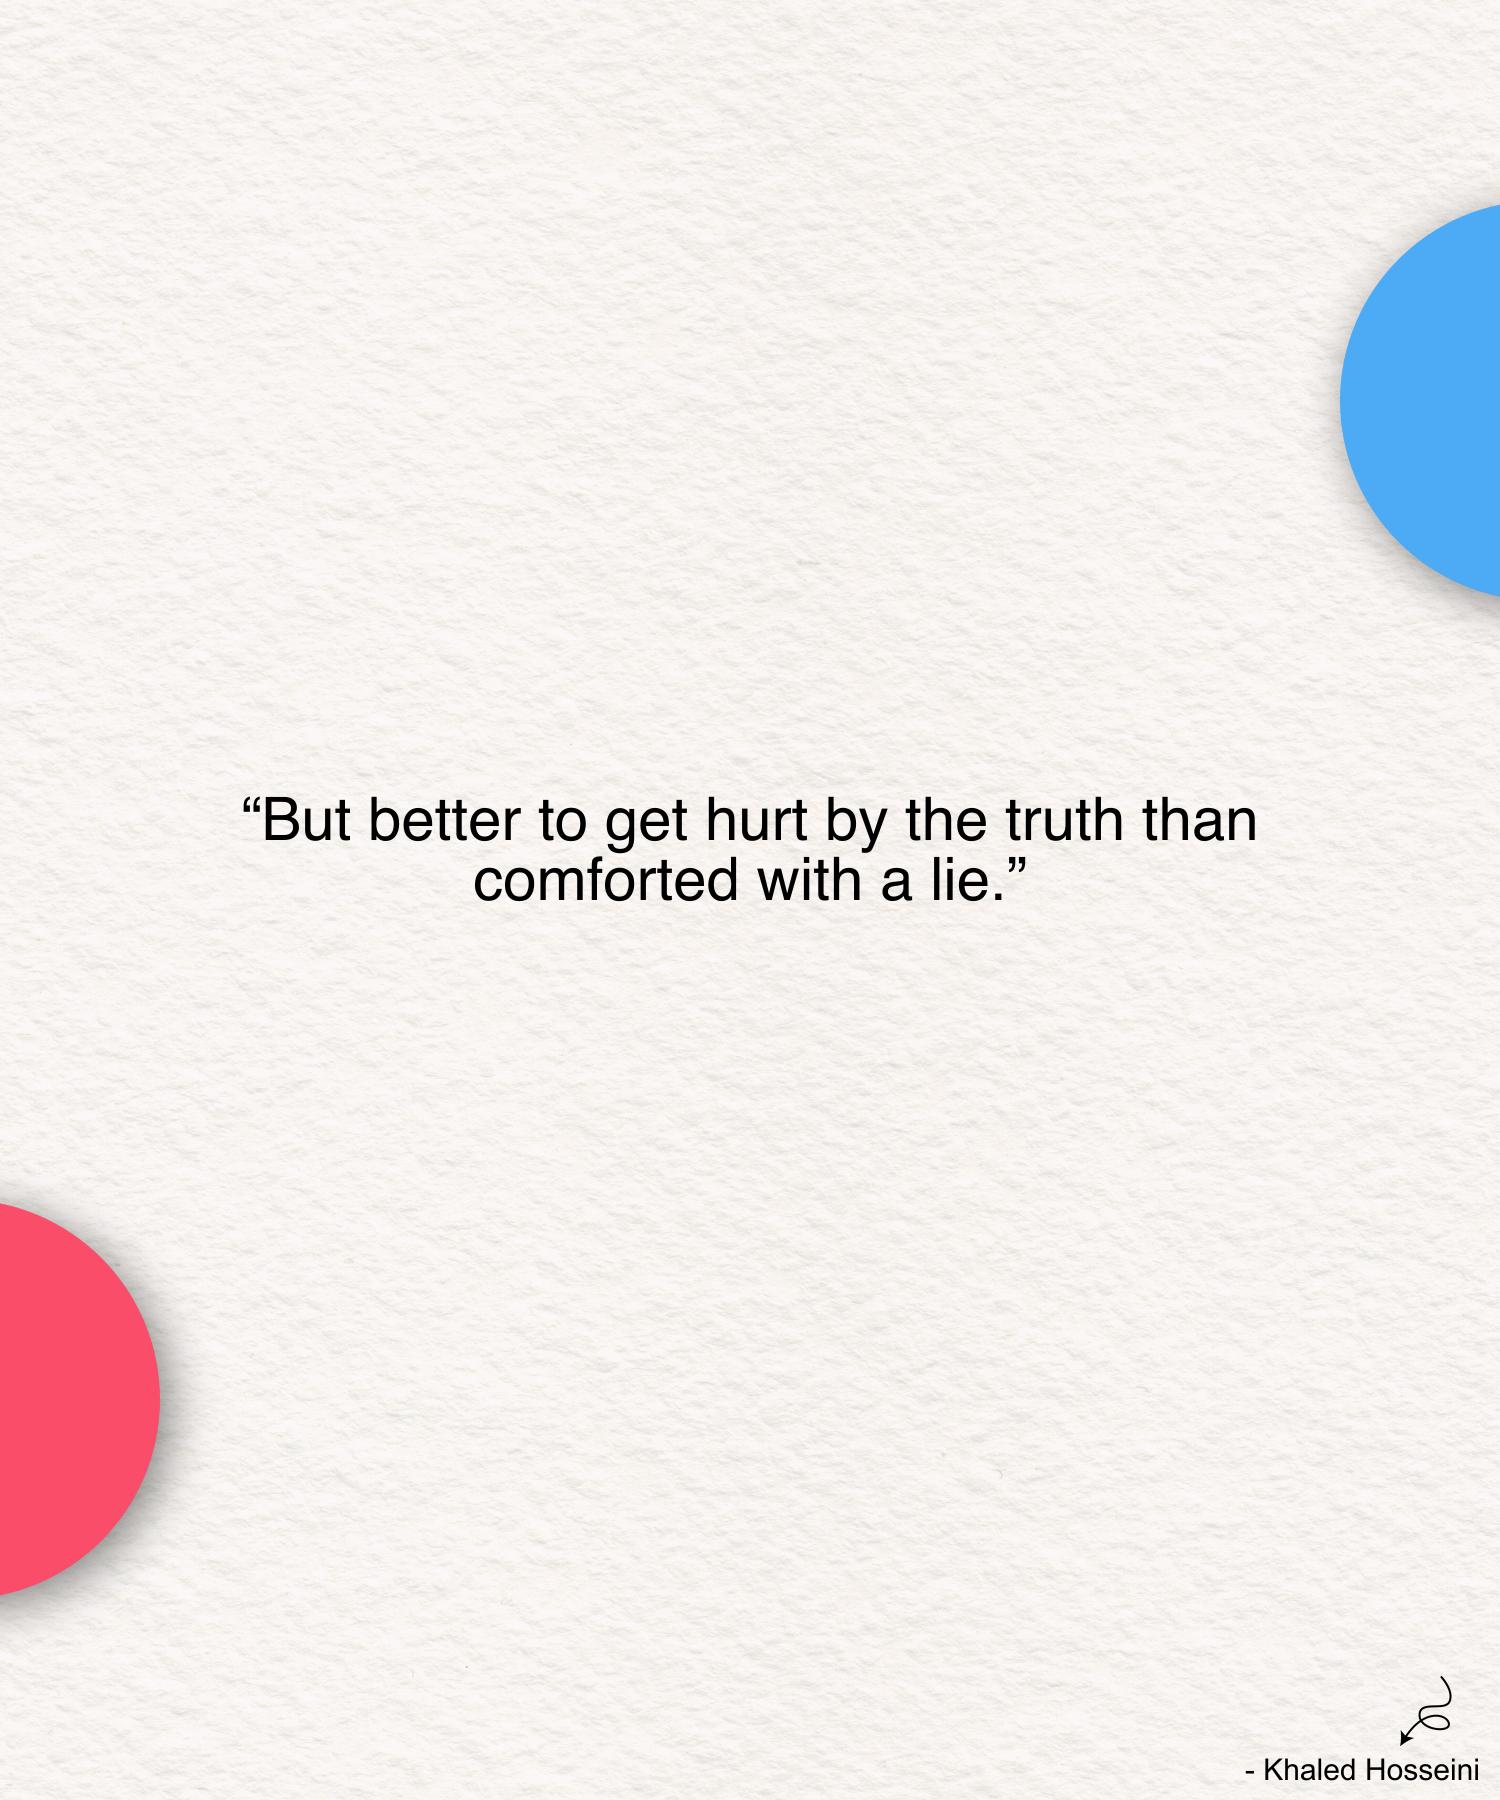 “But better to get hurt by the truth than
comforted with a lie.”
- Khaled Hosseini